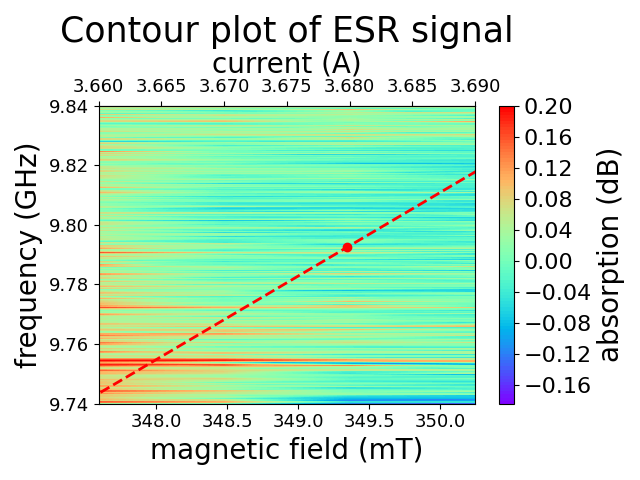 Contour plot of ESR signal
current (A)
3.660 3.665 3.670 3.675 3.680 3.685 3.690
9.84
9.82
9.80
9.78
9.76
9.74
frequency (GHz)
348.0 348.5 349.0 349.5 350.0
magnetic field (mT)
0.20
0.16
0.12
0.08
0.04
0.00
−0.04
−0.08
−0.12
−0.16
absorption (dB)